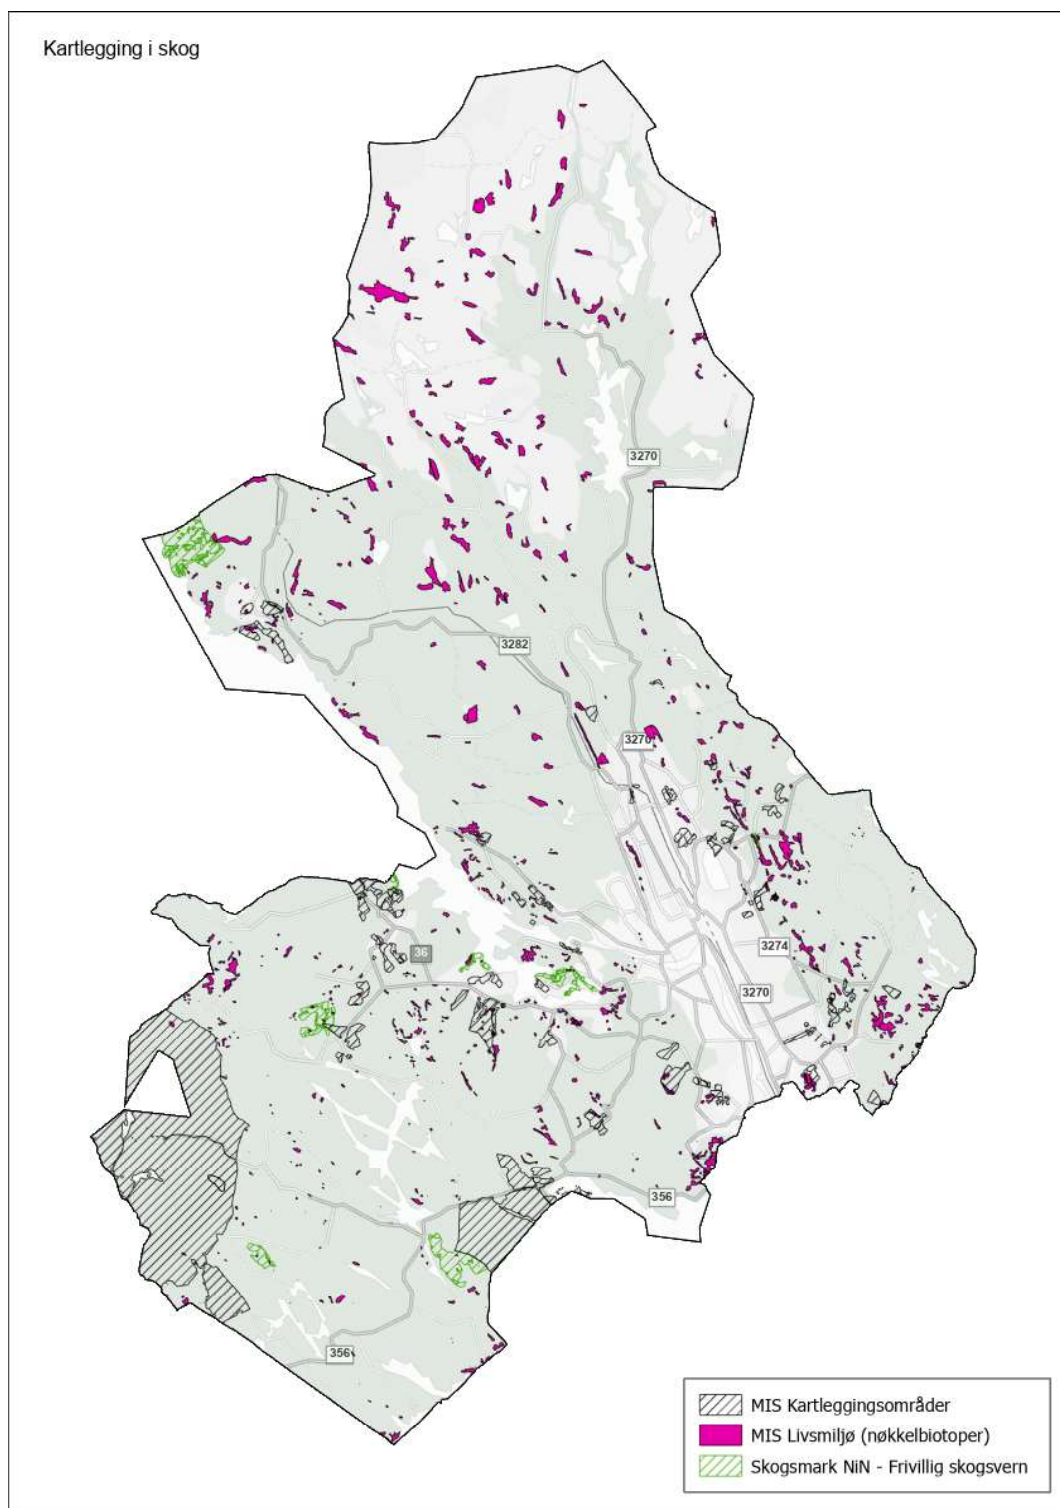 Kartlegging i skog
3270
3282
3270
3274
36
3270
356
356
MIS Kartleggingsområder
MIS Livsmiljø (nøkkelbiotoper)
Skogsmark NiN - Frivillig skogsvern